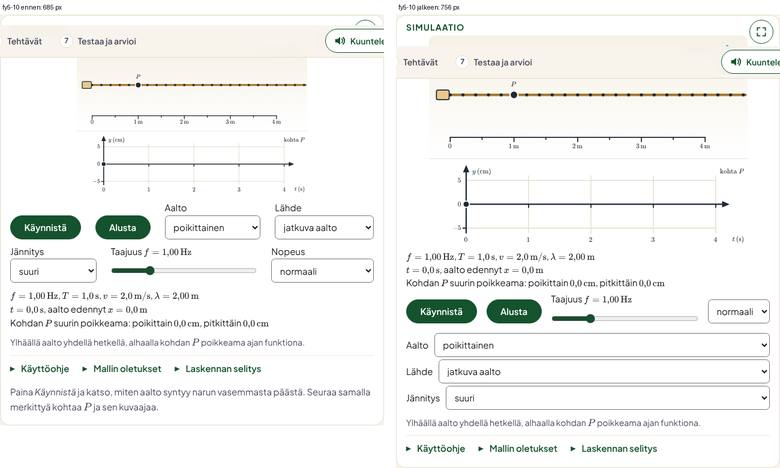 fy5-10 ennen: 685 px
Tehtävät 7 Testaa ja arvioi Kuuntele
P
0 1 m 2 m 3 m 4 m
y (cm) kohta P
5
0
−5
0 1 2 3 4 t (s)
Käynnistä Alusta
Aalto
poikittainen
Lähde
jatkuva aalto
Jännitys
suuri
Taajuus f = 1,00 Hz
Nopeus
normaali
f = 1,00 Hz, T = 1,0 s, v = 2,0 m/s, λ = 2,00 m
t = 0,0 s, aalto edennyt x = 0,0 m
Kohdan P suurin poikkeama: poikittain 0,0 cm, pitkittäin 0,0 cm
Ylhäällä aalto yhdellä hetkellä, alhaalla kohdan P poikkeama ajan funktiona.
Käyttöohje Mallin oletukset Laskennan selitys
Paina Käynnistä ja katso, miten aalto syntyy narun vasemmasta päästä. Seuraa samalla
merkittyä kohtaa P ja sen kuvaajaa.
fy5-10 jalkeen: 756 px
SIMULAATIO
Tehtävät 7 Testaa ja arvioi Kuuntele
P
0 1 m 2 m 3 m 4 m
y (cm) kohta P
5
0
−5
0 1 2 3 4 t (s)
f = 1,00 Hz, T = 1,0 s, v = 2,0 m/s, λ = 2,00 m
t = 0,0 s, aalto edennyt x = 0,0 m
Kohdan P suurin poikkeama: poikittain 0,0 cm, pitkittäin 0,0 cm
Käynnistä Alusta Taajuus f = 1,00 Hz normaali
Aalto poikittainen
Lähde jatkuva aalto
Jännitys suuri
Ylhäällä aalto yhdellä hetkellä, alhaalla kohdan P poikkeama ajan funktiona.
Käyttöohje Mallin oletukset Laskennan selitys